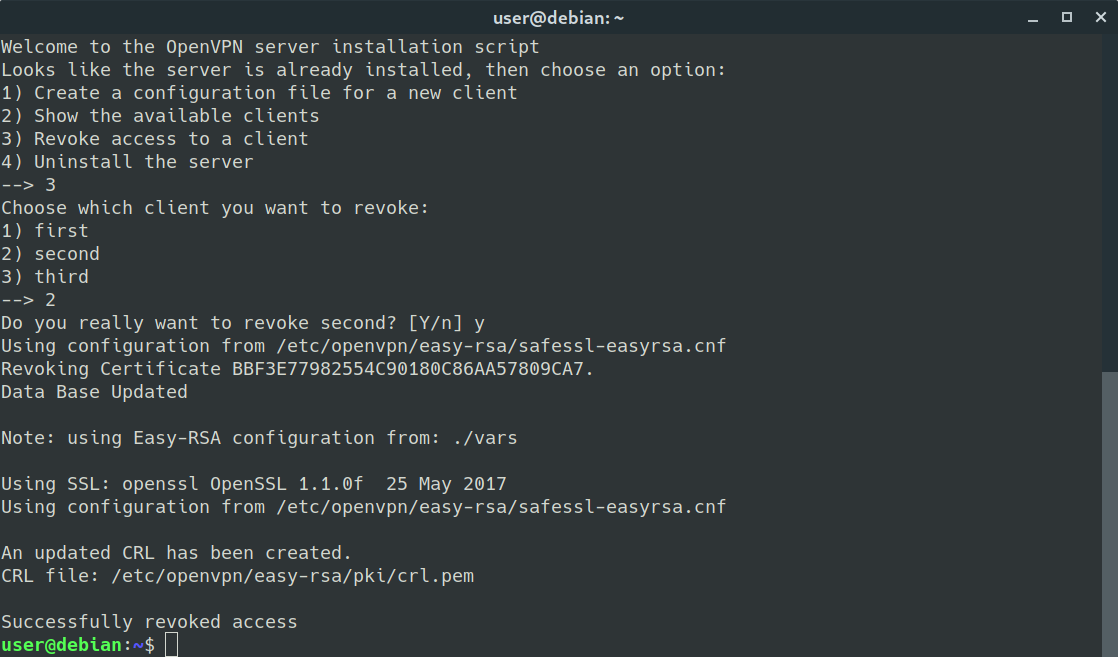 user@debian: ~
Welcome to the OpenVPN server installation script
Looks like the server is already installed, then choose an option:
1) Create a configuration file for a new client
2) Show the available clients
3) Revoke access to a client
4) Uninstall the server
--> 3
Choose which client you want to revoke:
1) first
2) second
3) third
--> 2
Do you really want to revoke second? [Y/n] y
Using configuration from /etc/openvpn/easy-rsa/safessl-easyrsa.cnf
Revoking Certificate BBF3E77982554C90180C86AA57809CA7.
Data Base Updated
Note: using Easy-RSA configuration from: ./vars
Using SSL: openssl OpenSSL 1.1.0f  25 May 2017
Using configuration from /etc/openvpn/easy-rsa/safessl-easyrsa.cnf
An updated CRL has been created.
CRL file: /etc/openvpn/easy-rsa/pki/crl.pem
Successfully revoked access
user@debian:~$